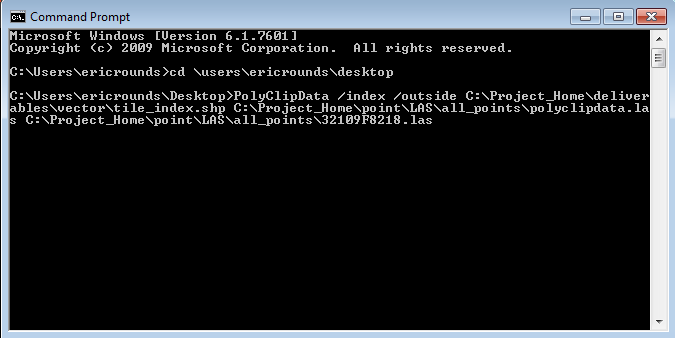 Command Prompt
Microsoft Windows [Version 6.1.7601]
Copyright (c) 2009 Microsoft Corporation.  All rights reserved.
C:\Users\ericrounds>cd \users\ericrounds\desktop
C:\Users\ericrounds\Desktop>PolyClipData /index /outside C:\Project_Home\deliver
ables\vector\tile_index.shp C:\Project_Home\point\LAS\all_points\polyclipdata.la
s C:\Project_Home\point\LAS\all_points\32109F8218.las